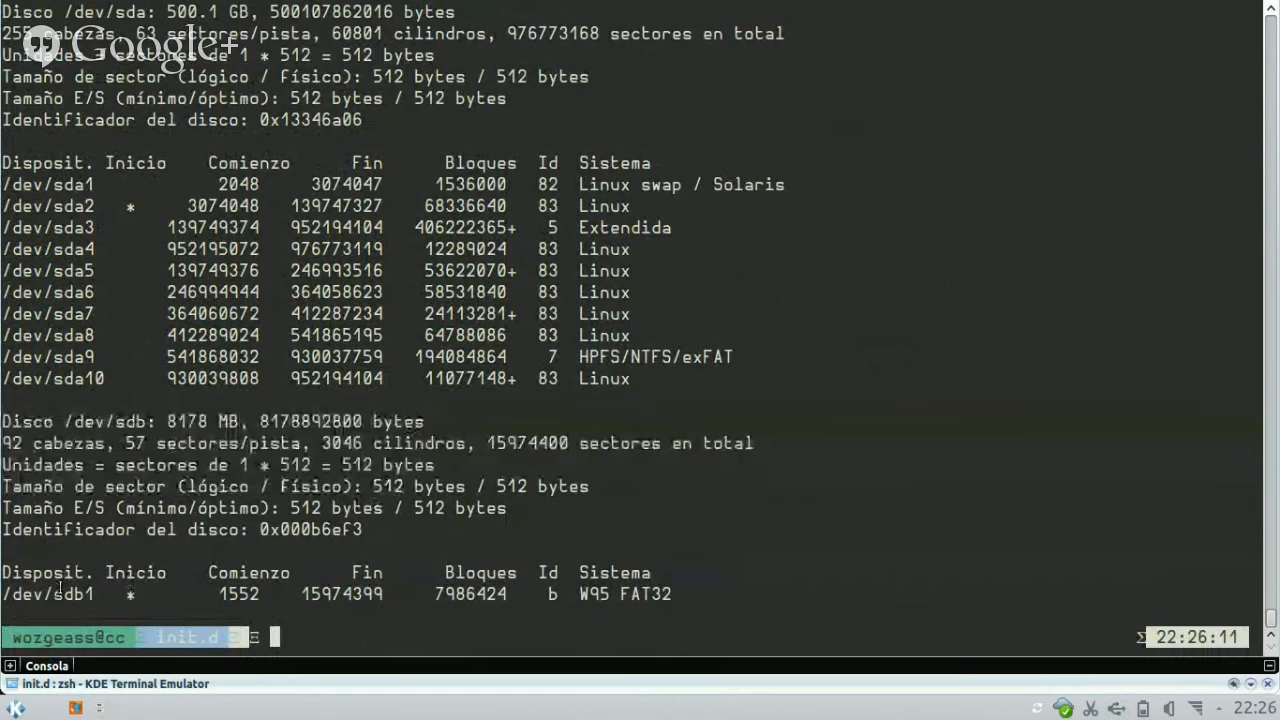 Disco /dev/sda: 500.1 GB, 500107862016 bytes
255 cabezas, 63 sectores/pista, 60801 cilindros, 976773168 sectores en total
Google+
Unidades = sectores de 1 * 512 = 512 bytes
Tamaño de sector (lógico / físico): 512 bytes / 512 bytes
Tamaño E/S (mínimo/óptimo): 512 bytes / 512 bytes
Identificador del disco: 0x13346a06
Disposit. Inicio Comienzo Fin Bloques Id Sistema
/dev/sda1 2048 3074047 1536000 82 Linux swap / Solaris
/dev/sda2 * 3074048 139747327 68336640 83 Linux
/dev/sda3 139749374 952194104 406222365+ 5 Extendida
/dev/sda4 952195072 976773119 12289024 83 Linux
/dev/sda5 139749376 246993516 53622070+ 83 Linux
/dev/sda6 246994944 364058623 58531840 83 Linux
/dev/sda7 364060672 412287234 24113281+ 83 Linux
/dev/sda8 412289024 541865195 64788086 83 Linux
/dev/sda9 541868032 930037759 194084864 7 HPFS/NTFS/exFAT
/dev/sda10 930039808 952194104 11077148+ 83 Linux
Disco /dev/sdb: 8178 MB, 8178892800 bytes
92 cabezas, 57 sectores/pista, 3046 cilindros, 15974400 sectores en total
Unidades = sectores de 1 * 512 = 512 bytes
Tamaño de sector (lógico / físico): 512 bytes / 512 bytes
Tamaño E/S (mínimo/óptimo): 512 bytes / 512 bytes
Identificador del disco: 0x000b6ef3
Disposit. Inicio Comienzo Fin Bloques Id Sistema
/dev/sdb1 * 1552 15974399 7986424 b W95 FAT32
wozgeass@cc init.d Ξ Σ 22:26:11
Consola
init.d : zsh - KDE Terminal Emulator
22:26